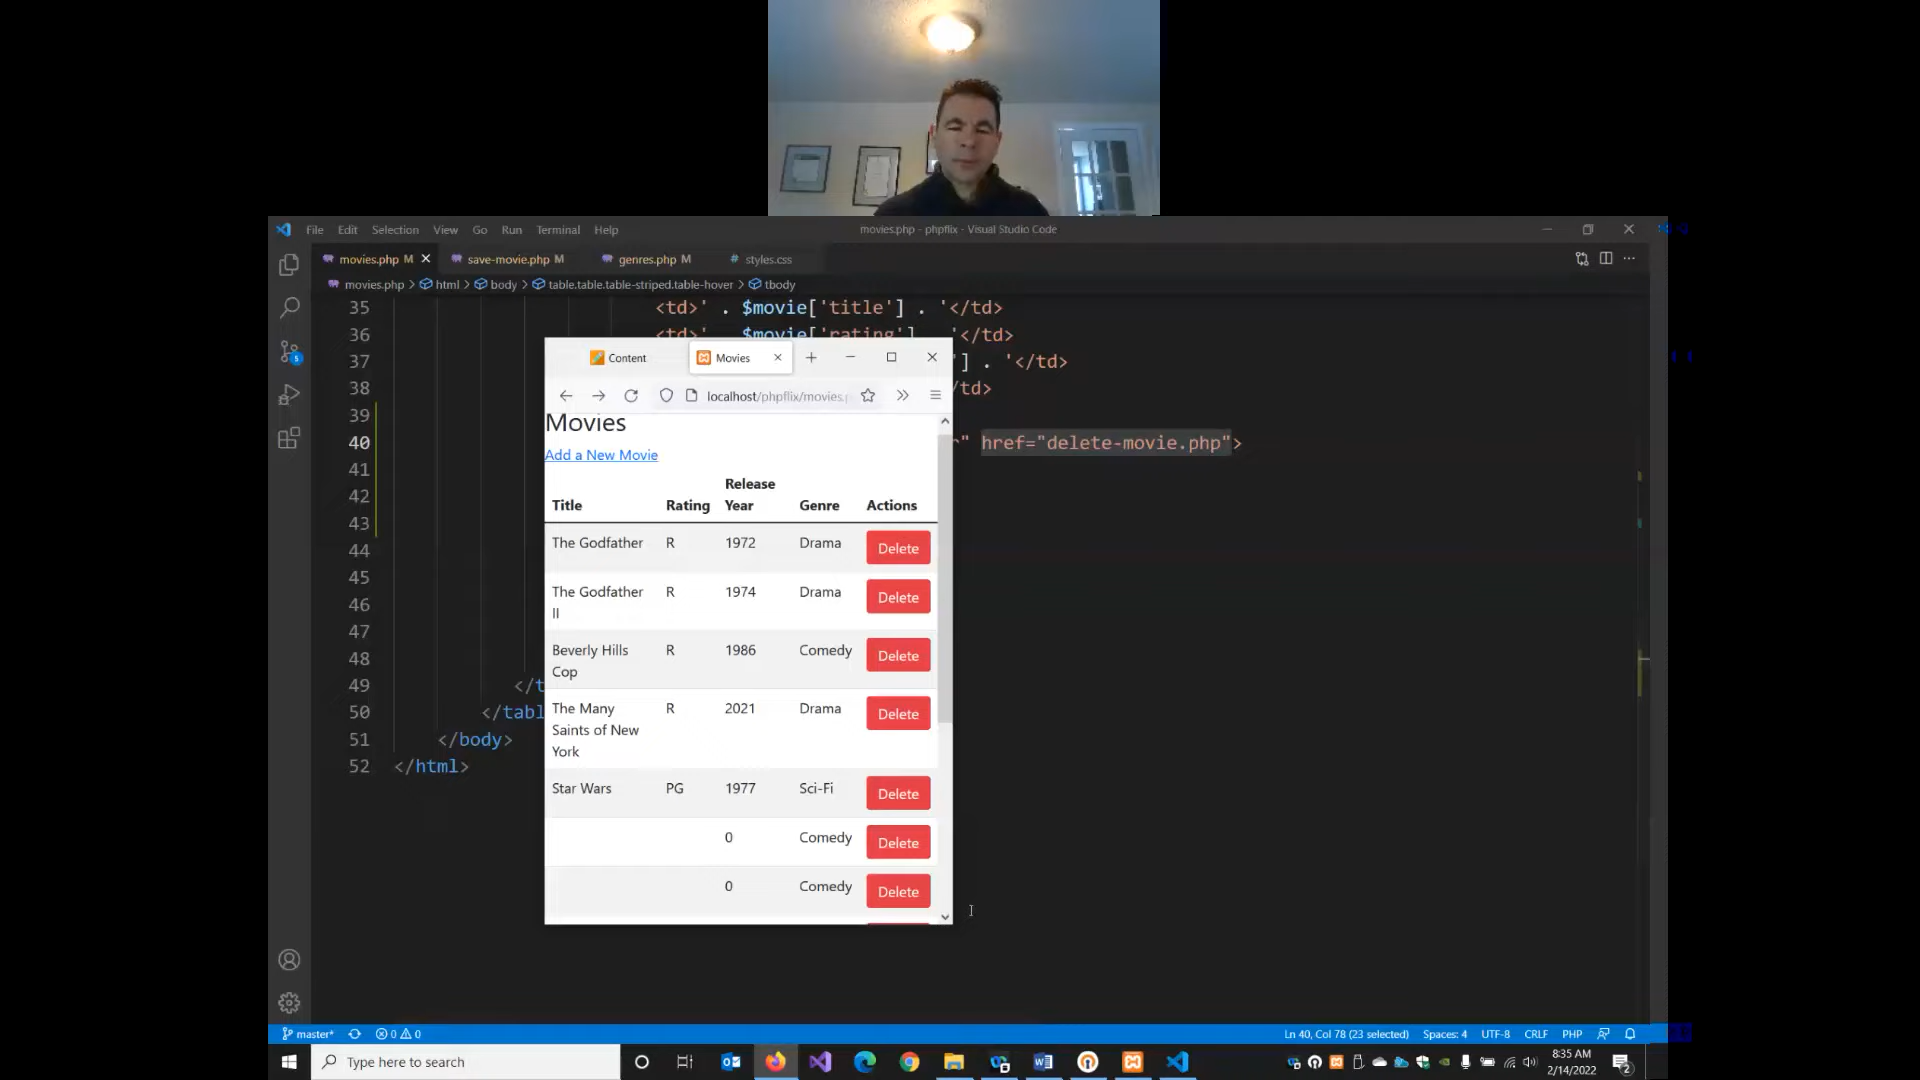 File Edit Selection View Go Run Terminal Help
movies.php - phpflix - Visual Studio Code
movies.php M save-movie.php M genres.php M # styles.css
movies.php > html > body > table.table.table-striped.table-hover > tbody
35 <td>' . $movie['title'] . '</td>
36 <td>' . $movie['rating'] . '</td>
37 '] . '</td>
38 /td>
39
40 " href="delete-movie.php">
41
42
43
44
45
46
47
48
49 </t
50 </tabl
51 </body>
52 </html>
Content Movies
localhost/phpflix/movies.p
Movies
Add a New Movie
Title Rating Release Year Genre Actions
The Godfather R 1972 Drama Delete
The Godfather II R 1974 Drama Delete
Beverly Hills Cop R 1986 Comedy Delete
The Many Saints of New York R 2021 Drama Delete
Star Wars PG 1977 Sci-Fi Delete
0 Comedy Delete
0 Comedy Delete
master* 0 0 Ln 40, Col 78 (23 selected) Spaces: 4 UTF-8 CRLF PHP
Type here to search
8:35 AM
2/14/2022